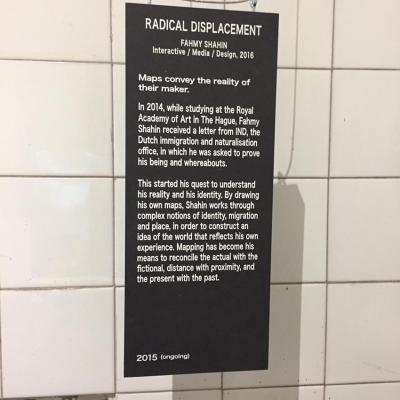 RADICAL DISPLACEMENT
FAHMY SHAHIN
Interactive / Media / Design, 2016
Maps convey the reality of
their maker.
In 2014, while studying at the Royal
Academy of Art in The Hague, Fahmy
Shahin received a letter from IND, the
Dutch immigration and naturalisation
office, in which he was asked to prove
his being and whereabouts.
This started his quest to understand
his reality and his identity. By drawing
his own maps, Shahin works through
complex notions of identity, migration
and place, in order to construct an
idea of the world that reflects his own
experience. Mapping has become his
means to reconcile the actual with the
fictional, distance with proximity, and
the present with the past.
2015 (ongoing)